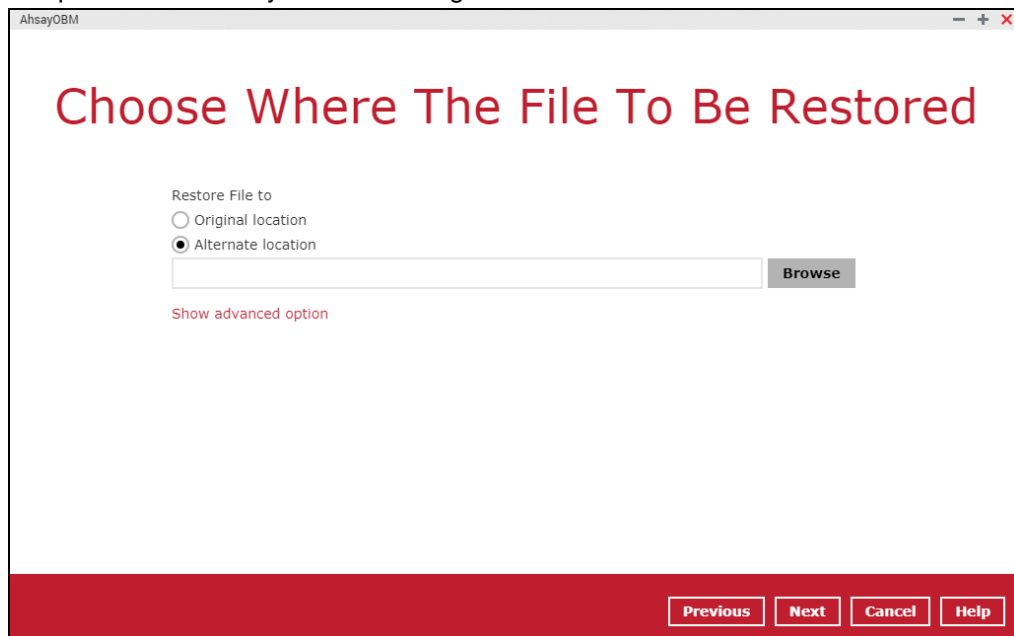 AhsayOBM
Choose Where The File To Be Restored
Restore File to
Original location
Alternate location
Browse
Show advanced option
Previous Next Cancel Help